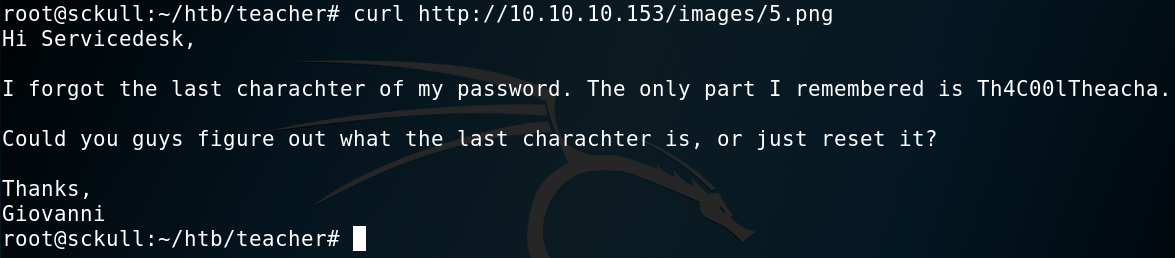 root@sckull:~/htb/teacher# curl http://10.10.10.153/images/5.png
Hi Servicedesk,
I forgot the last charachter of my password. The only part I remembered is Th4C00lTheacha.
Could you guys figure out what the last charachter is, or just reset it?
Thanks,
Giovanni
root@sckull:~/htb/teacher#